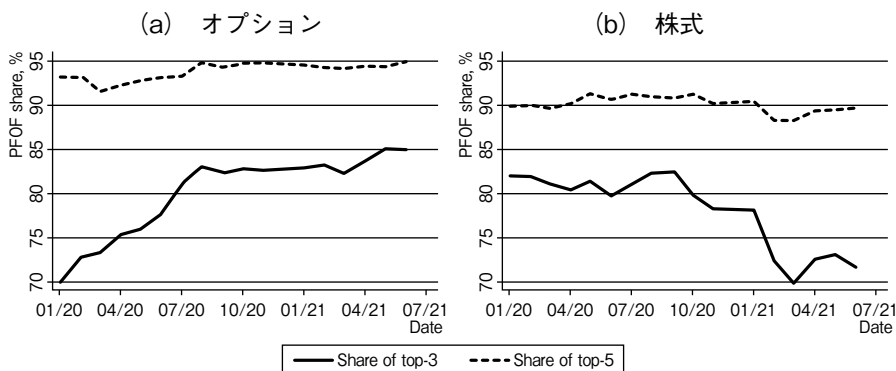 (a) オプション
PFOF share, %
95
90
85
80
75
70
01/20 04/20 07/20 10/20 01/21 04/21 07/21
Date
(b) 株式
PFOF share, %
95
90
85
80
75
70
01/20 04/20 07/20 10/20 01/21 04/21 07/21
Date
Share of top-3 Share of top-5